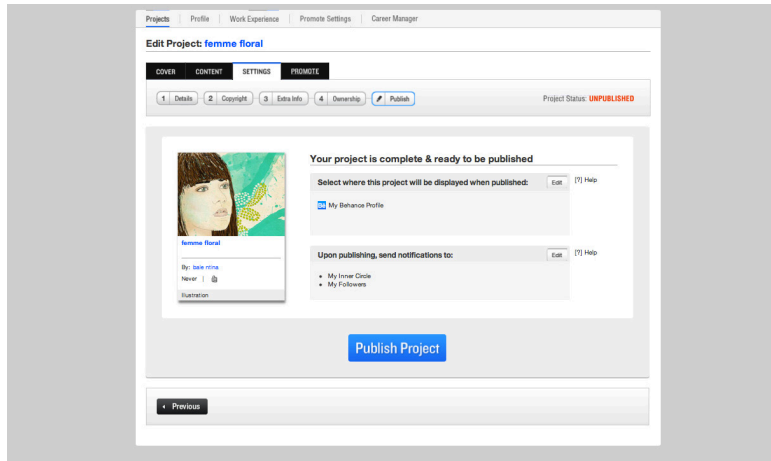 Projects Profile Work Experience Promote Settings Career Manager
Edit Project: femme floral
COVER CONTENT SETTINGS PROMOTE
1 Details 2 Copyright 3 Extra Info 4 Ownership Publish Project Status: UNPUBLISHED
Your project is complete & ready to be published
Select where this project will be displayed when published: Edit [?] Help
Bē My Behance Profile
femme floral
By: bale ntina
Never |
Illustration
Upon publishing, send notifications to: Edit [?] Help
• My Inner Circle
• My Followers
Publish Project
Previous